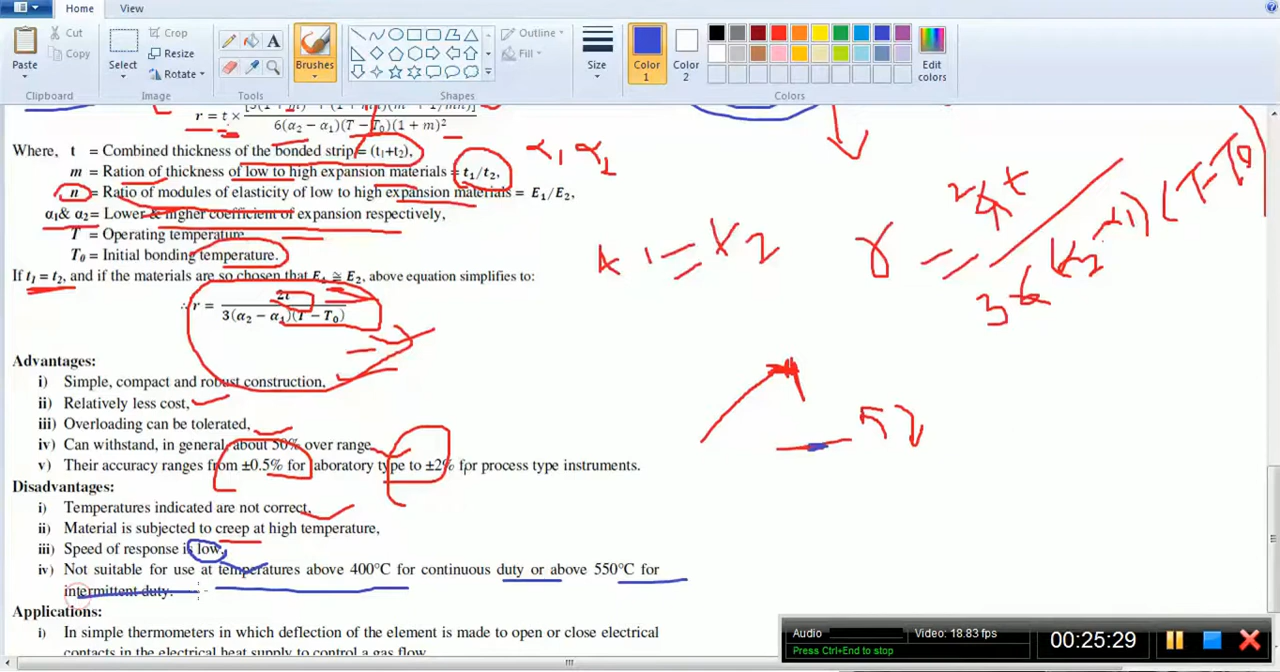 Home View
Cut Crop Outline
Copy Resize Fill
Paste Select Rotate Brushes Size Color 1 Color 2 Edit colors
Clipboard Image Tools Shapes Colors
6(α₂ − α₁)(T − T₀)(1 + m)²
Where, t = Combined thickness of the bonded strip = (t₁+t₂), α₁ α₂
m = Ration of thickness of low to high expansion materials = t₁/t₂,
n = Ratio of modules of elasticity of low to high expansion materials = E₁/E₂,
α₁& α₂= Lower & higher coefficient of expansion respectively,
T = Operating temperature
T₀ = Initial bonding temperature.
If t₁ = t₂, and if the materials are so chosen that E₁ ≅ E₂, above equation simplifies to:
∴ r = 2t
3(α₂ − α₁)(T − T₀)
Advantages:
i) Simple, compact and robust construction,
ii) Relatively less cost,
iii) Overloading can be tolerated,
iv) Can withstand, in general about 50% over range,
v) Their accuracy ranges from ±0.5% for laboratory type to ±2% for process type instruments.
Disadvantages:
i) Temperatures indicated are not correct,
ii) Material is subjected to creep at high temperature,
iii) Speed of response is low,
iv) Not suitable for use at temperatures above 400°C for continuous duty or above 550°C for
intermittent duty.
Applications:
i) In simple thermometers in which deflection of the element is made to open or close electrical
contacts in the electrical heat supply to control a gas flow
Audio Video: 18.83 fps 00:25:29
Press Ctrl+End to stop